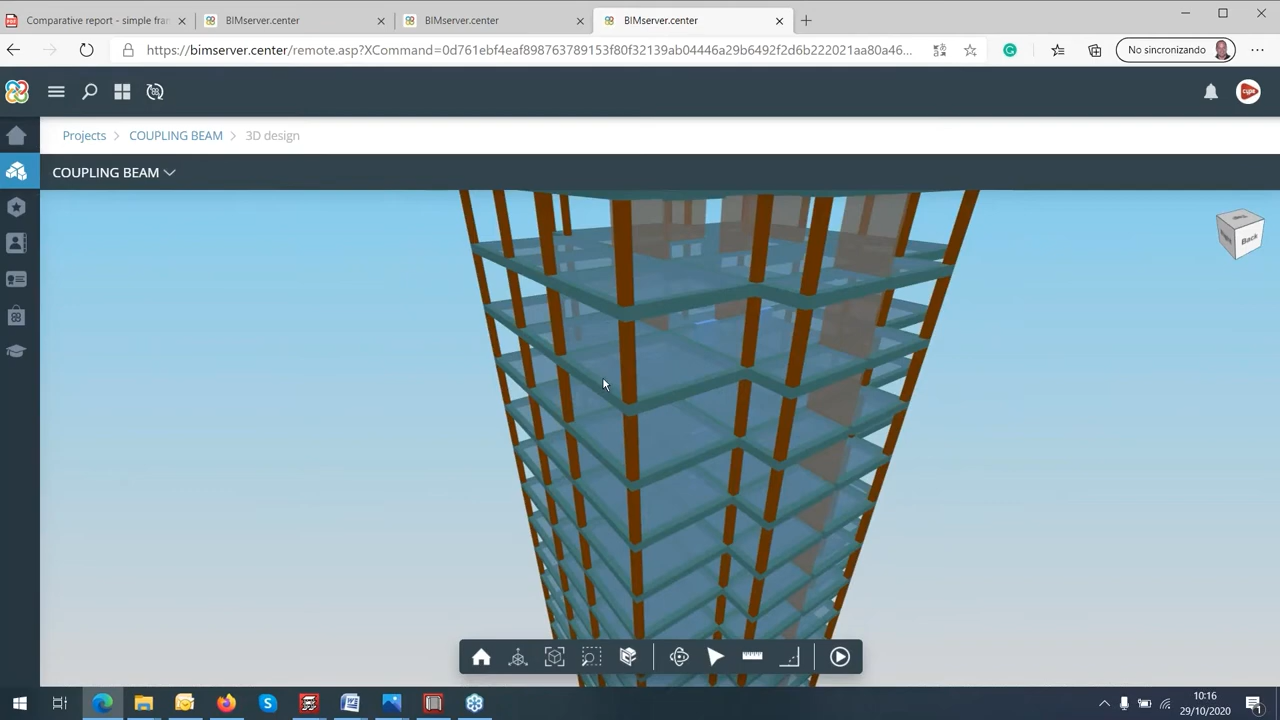 Comparative report - simple fra
BIMserver.center
BIMserver.center
BIMserver.center
https://bimserver.center/remote.asp?XCommand=0d761ebf4eaf898763789153f80f32139ab04446a29b6492f2d6b222021aa80a46...
No sincronizando
Projects > COUPLING BEAM > 3D design
COUPLING BEAM
Back
10:16
29/10/2020